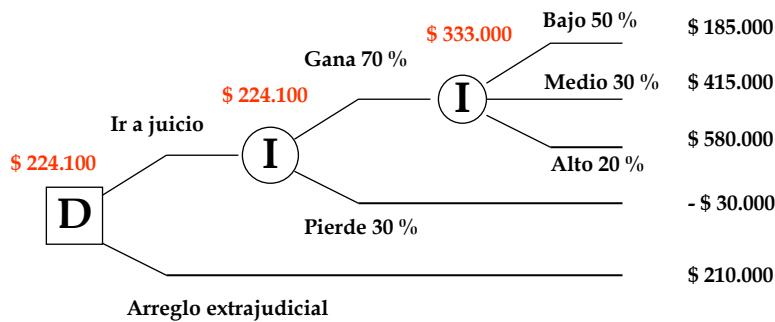 Bajo 50 %
$ 185.000
$ 333.000
Gana 70 %
I
Medio 30 %
$ 415.000
$ 224.100
Ir a juicio
I
$ 580.000
Alto 20 %
$ 224.100
D
Pierde 30 %
- $ 30.000
$ 210.000
Arreglo extrajudicial